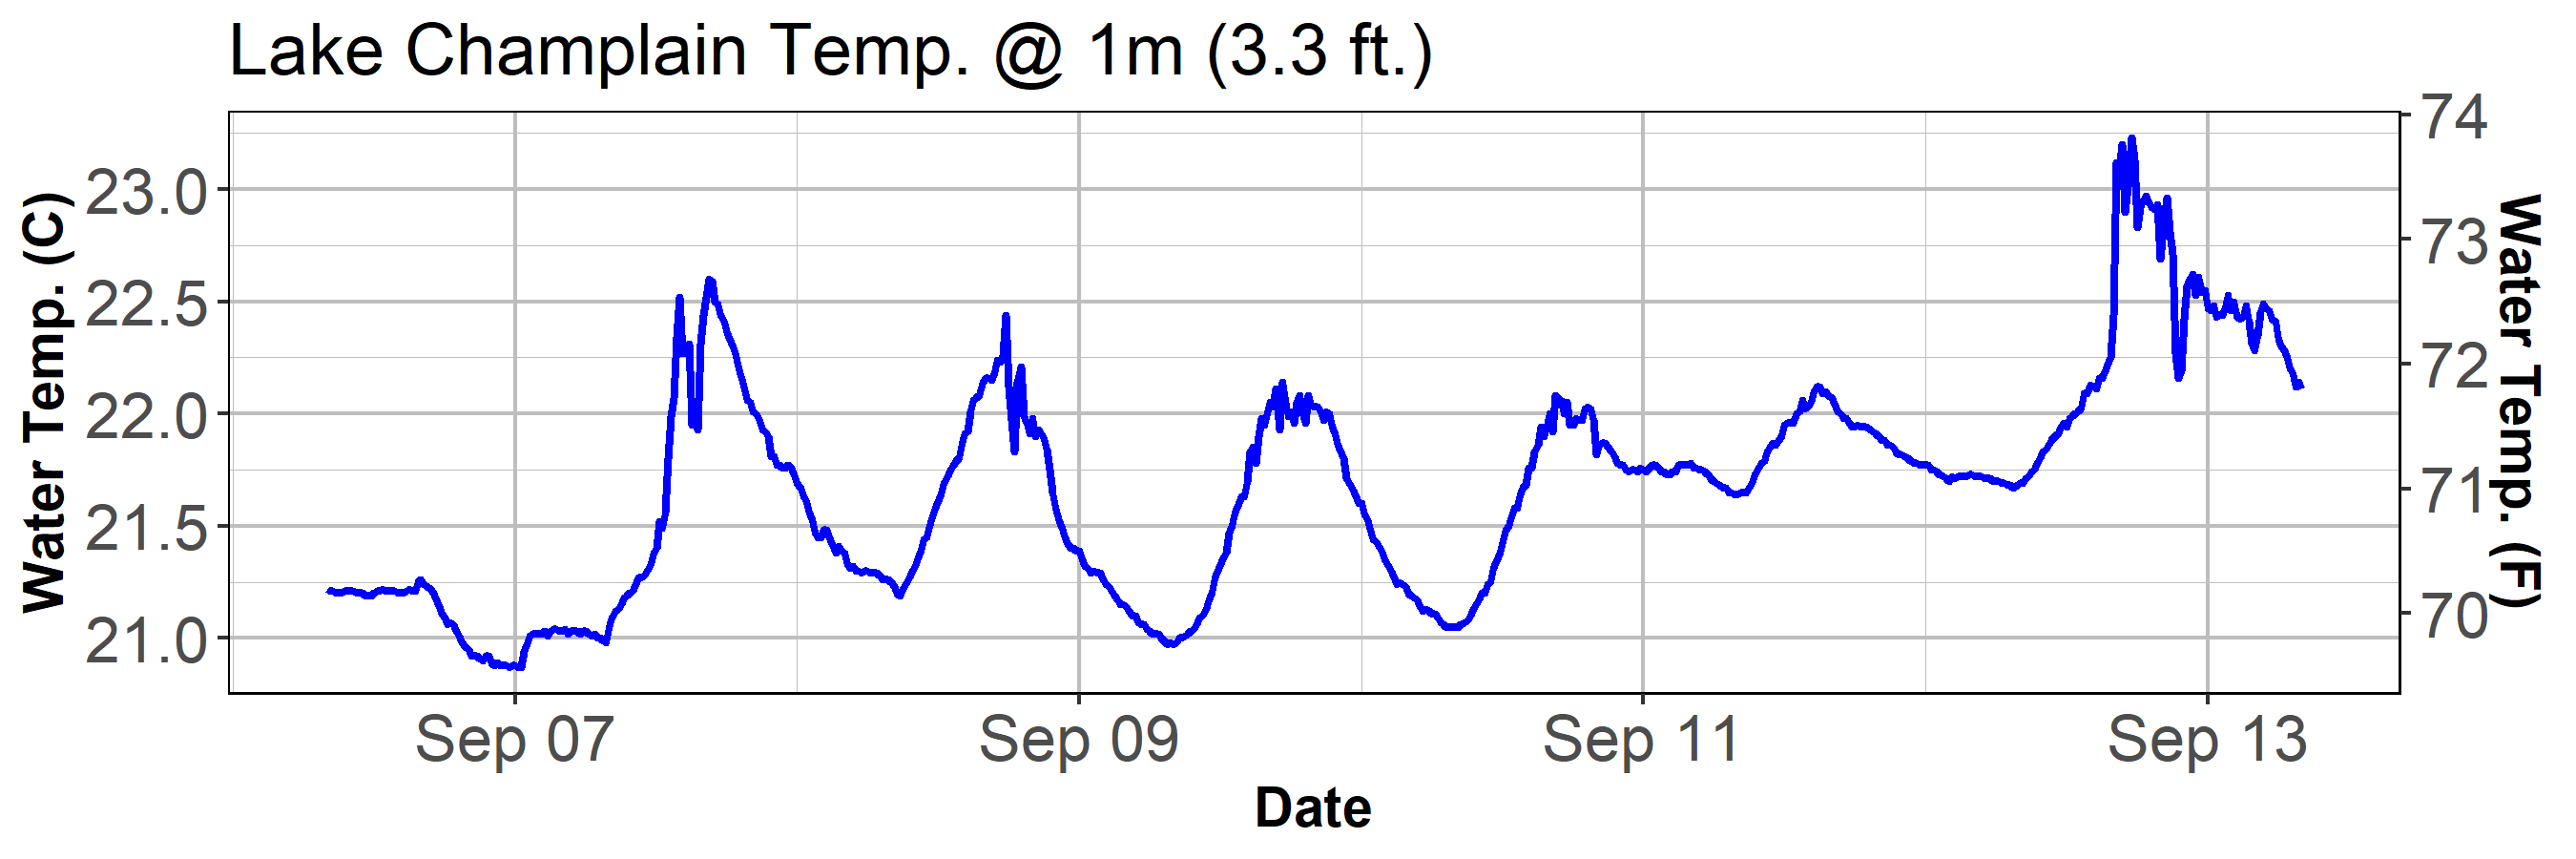 Lake Champlain Temp. @ 1m (3.3 ft.)
Water Temp. (C)
23.0
22.5
22.0
21.5
21.0
74
73
72
71
70
Water Temp. (F)
Sep 07 Sep 09 Sep 11 Sep 13
Date